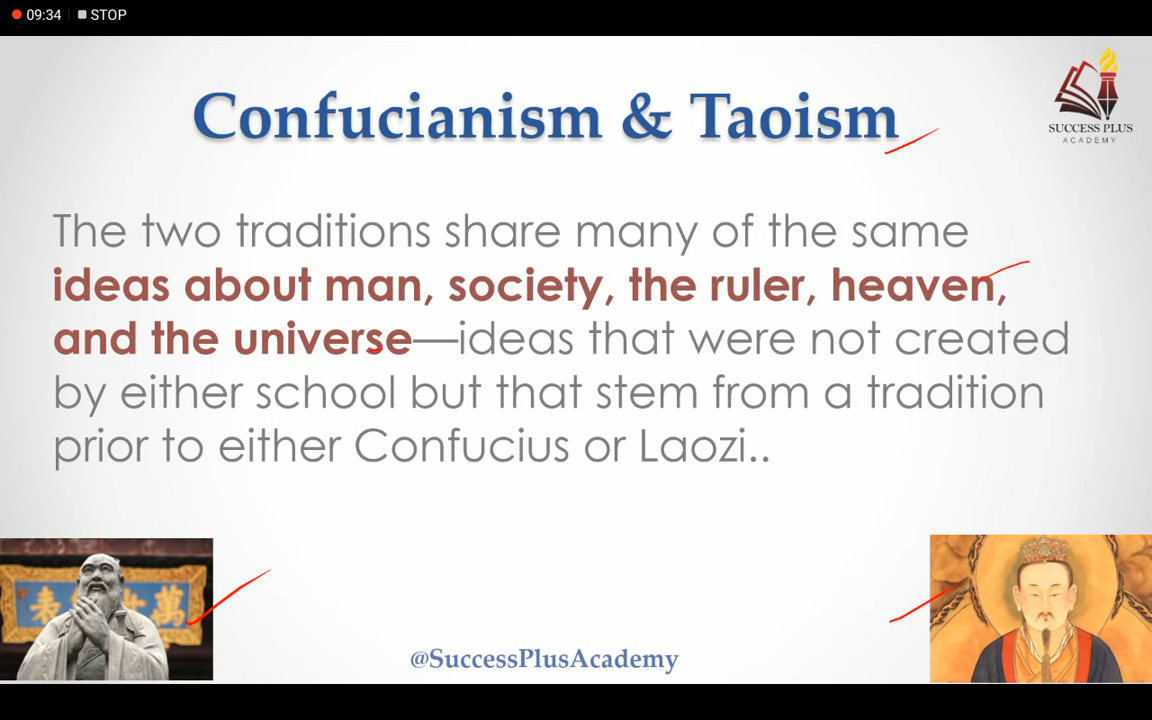 09:34 STOP
Confucianism & Taoism
SUCCESS PLUS
ACADEMY
The two traditions share many of the same
ideas about man, society, the ruler, heaven,
and the universe—ideas that were not created
by either school but that stem from a tradition
prior to either Confucius or Laozi..
@SuccessPlusAcademy